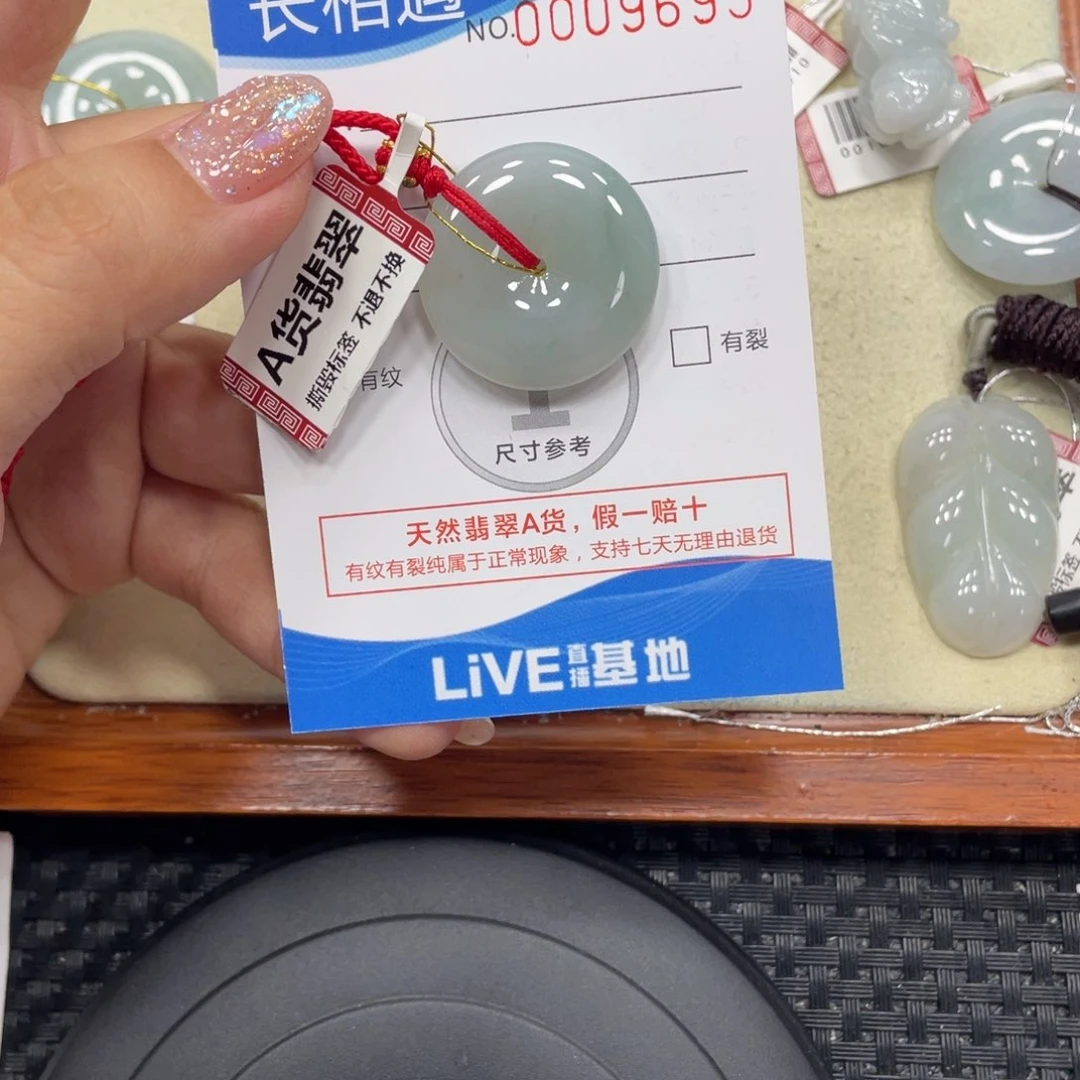 长相遇
NO.0009695
A货翡翠
撕毁标签 不退不换
有纹
有裂
1
尺寸参考
天然翡翠A货，假一赔十
有纹有裂纯属于正常现象，支持七天无理由退货
LiVE直播基地